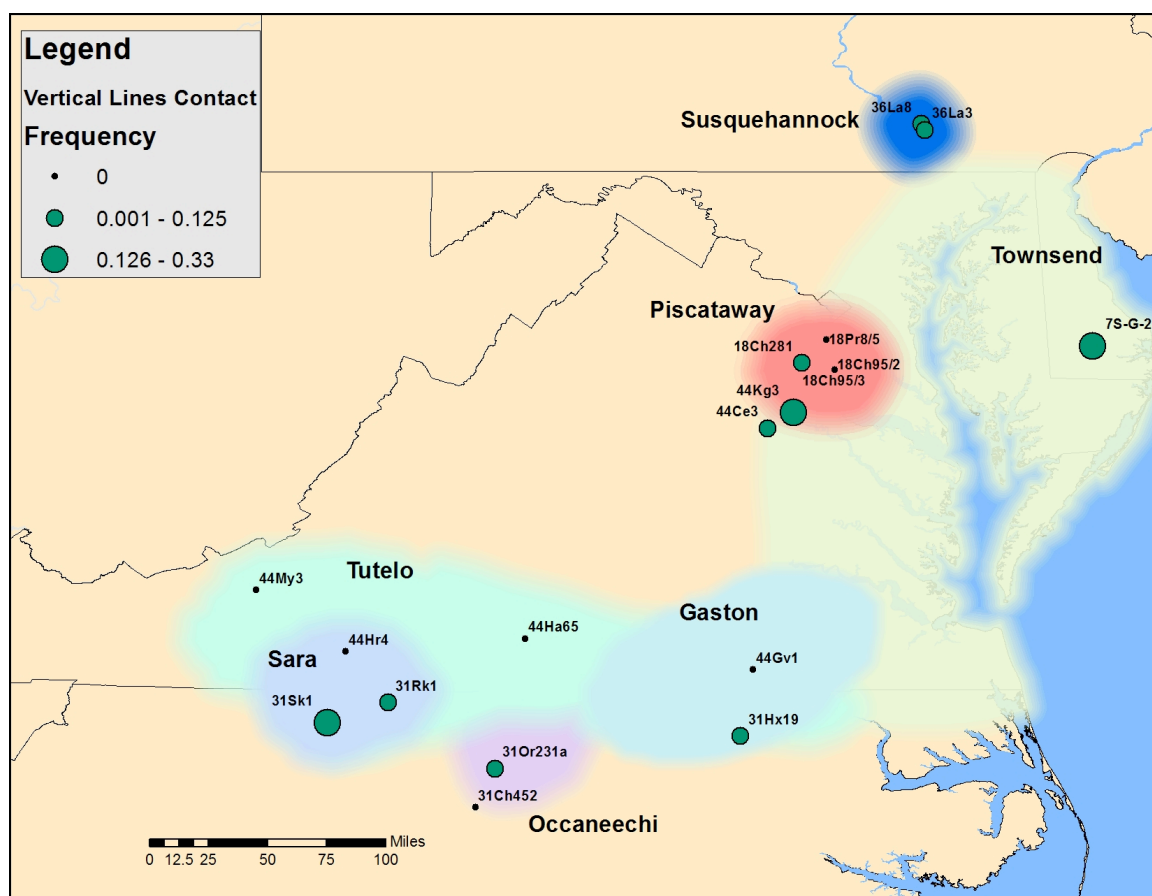 Legend
Vertical Lines Contact
Frequency
0
0.001 - 0.125
0.126 - 0.33
36La8
36La3
Susquehannock
Townsend
Piscataway
7S-G-2
18Pr8/5
18Ch281
18Ch95/2
18Ch95/3
44Kg3
44Ce3
Tutelo
44My3
Gaston
44Ha65
44Hr4
Sara
44Gv1
31Rk1
31Sk1
31Hx19
31Or231a
31Ch452
Occaneechi
Miles
0 12.5 25 50 75 100